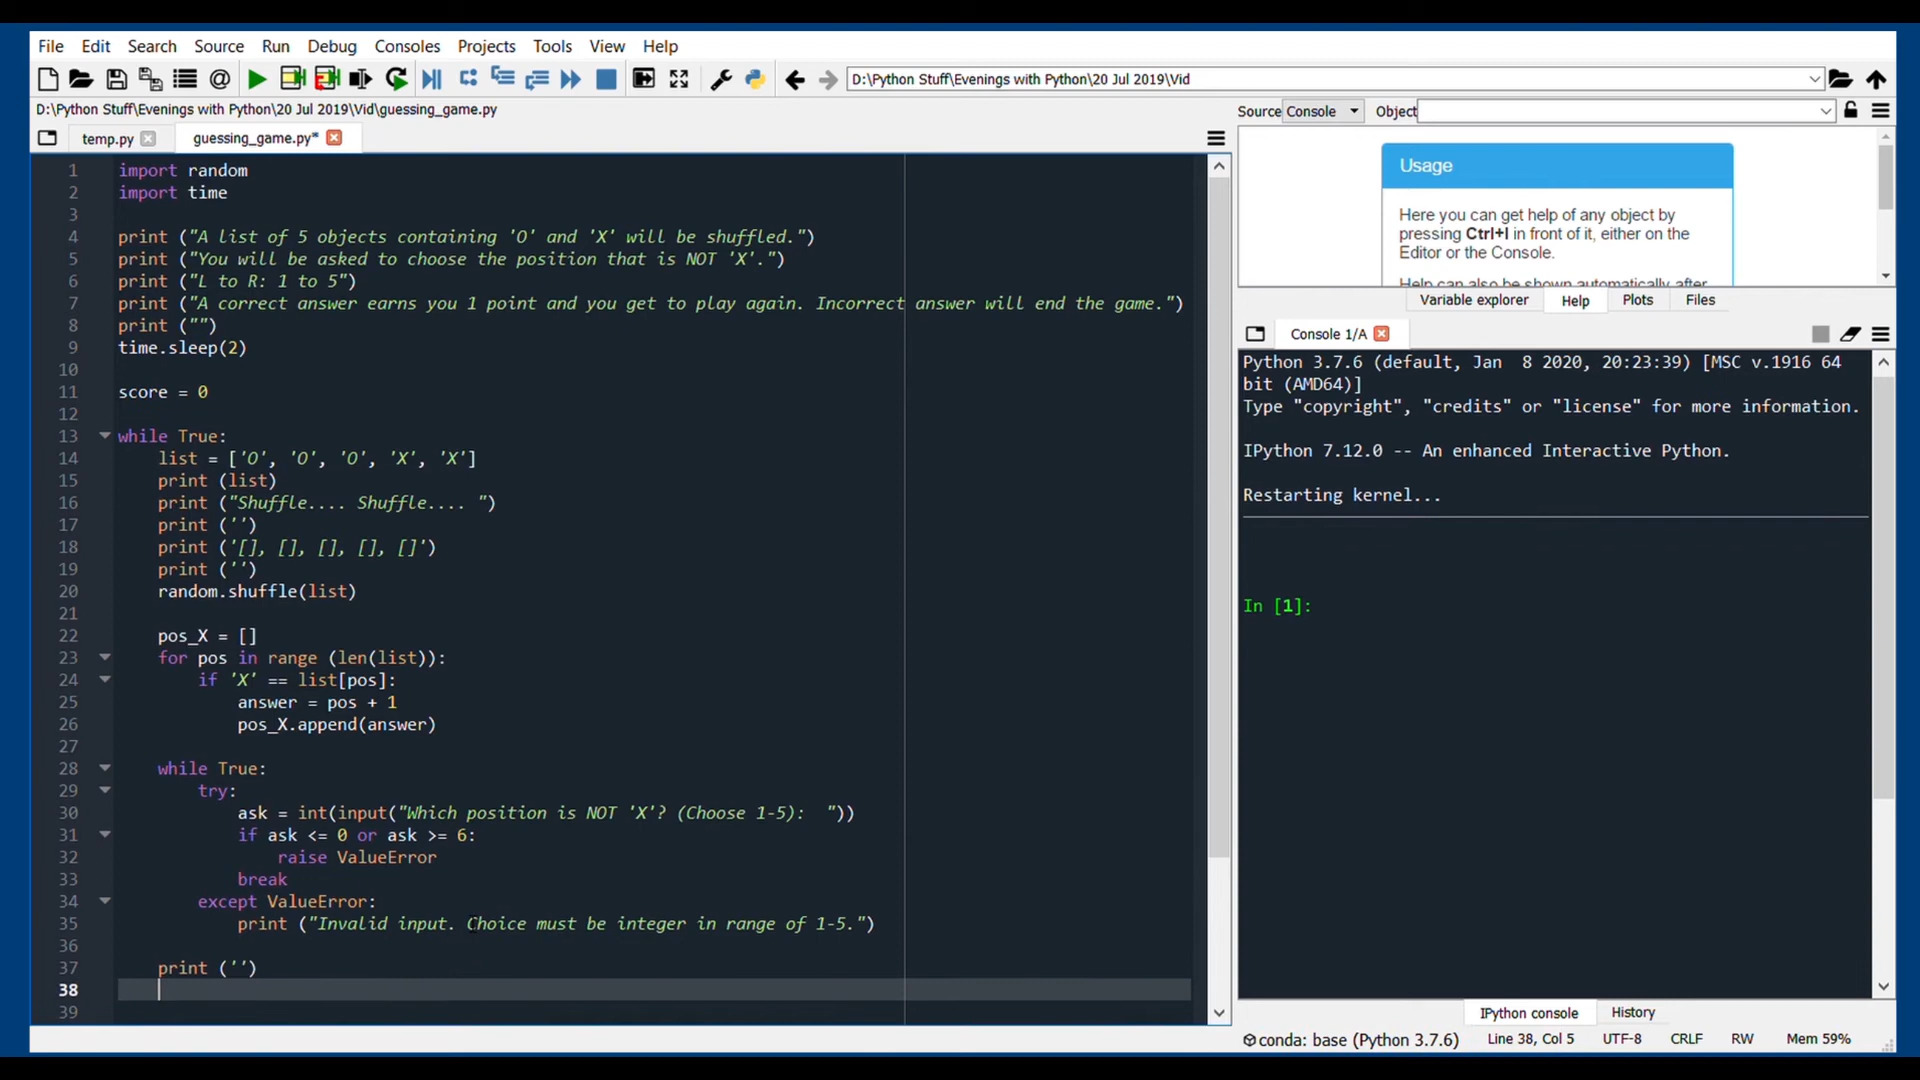 File Edit Search Source Run Debug Consoles Projects Tools View Help
D:\Python Stuff\Evenings with Python\20 Jul 2019\Vid
D:\Python Stuff\Evenings with Python\20 Jul 2019\Vid\guessing_game.py
temp.py guessing_game.py*
1 import random
2 import time
3
4 print ("A list of 5 objects containing 'O' and 'X' will be shuffled.")
5 print ("You will be asked to choose the position that is NOT 'X'.")
6 print ("L to R: 1 to 5")
7 print ("A correct answer earns you 1 point and you get to play again. Incorrect answer will end the game.")
8 print ("")
9 time.sleep(2)
10
11 score = 0
12
13 while True:
14     list = ['O', 'O', 'O', 'X', 'X']
15     print (list)
16     print ("Shuffle.... Shuffle.... ")
17     print ('')
18     print ('[], [], [], [], []')
19     print ('')
20     random.shuffle(list)
21
22     pos_X = []
23     for pos in range (len(list)):
24         if 'X' == list[pos]:
25             answer = pos + 1
26             pos_X.append(answer)
27
28     while True:
29         try:
30             ask = int(input("Which position is NOT 'X'? (Choose 1-5):  "))
31             if ask <= 0 or ask >= 6:
32                 raise ValueError
33             break
34         except ValueError:
35             print ("Invalid input. Choice must be integer in range of 1-5.")
36
37     print ('')
38
39
Source Console Object
Usage
Here you can get help of any object by
pressing Ctrl+I in front of it, either on the
Editor or the Console.
Help can also be shown automatically after
Variable explorer Help Plots Files
Console 1/A
Python 3.7.6 (default, Jan  8 2020, 20:23:39) [MSC v.1916 64
bit (AMD64)]
Type "copyright", "credits" or "license" for more information.
IPython 7.12.0 -- An enhanced Interactive Python.
Restarting kernel...
In [1]:
IPython console History
conda: base (Python 3.7.6) Line 38, Col 5 UTF-8 CRLF RW Mem 59%